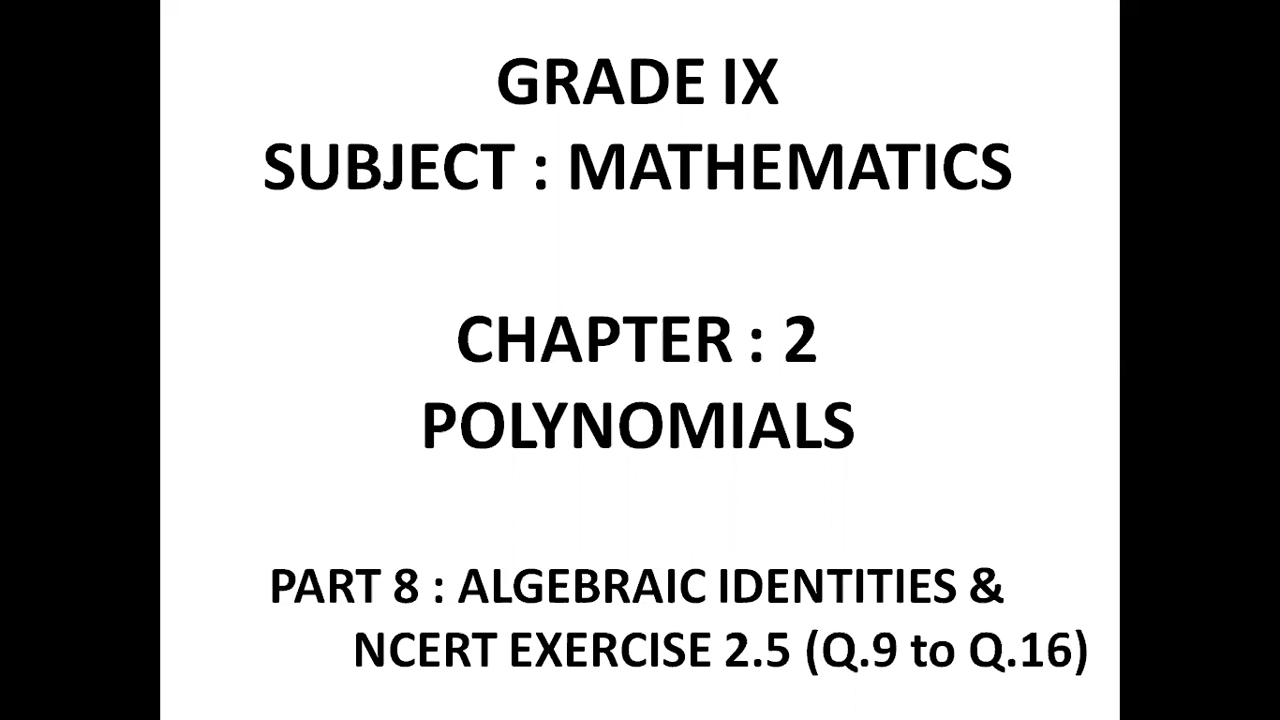 GRADE IX
SUBJECT : MATHEMATICS
CHAPTER : 2
POLYNOMIALS
PART 8 : ALGEBRAIC IDENTITIES &
NCERT EXERCISE 2.5 (Q.9 to Q.16)